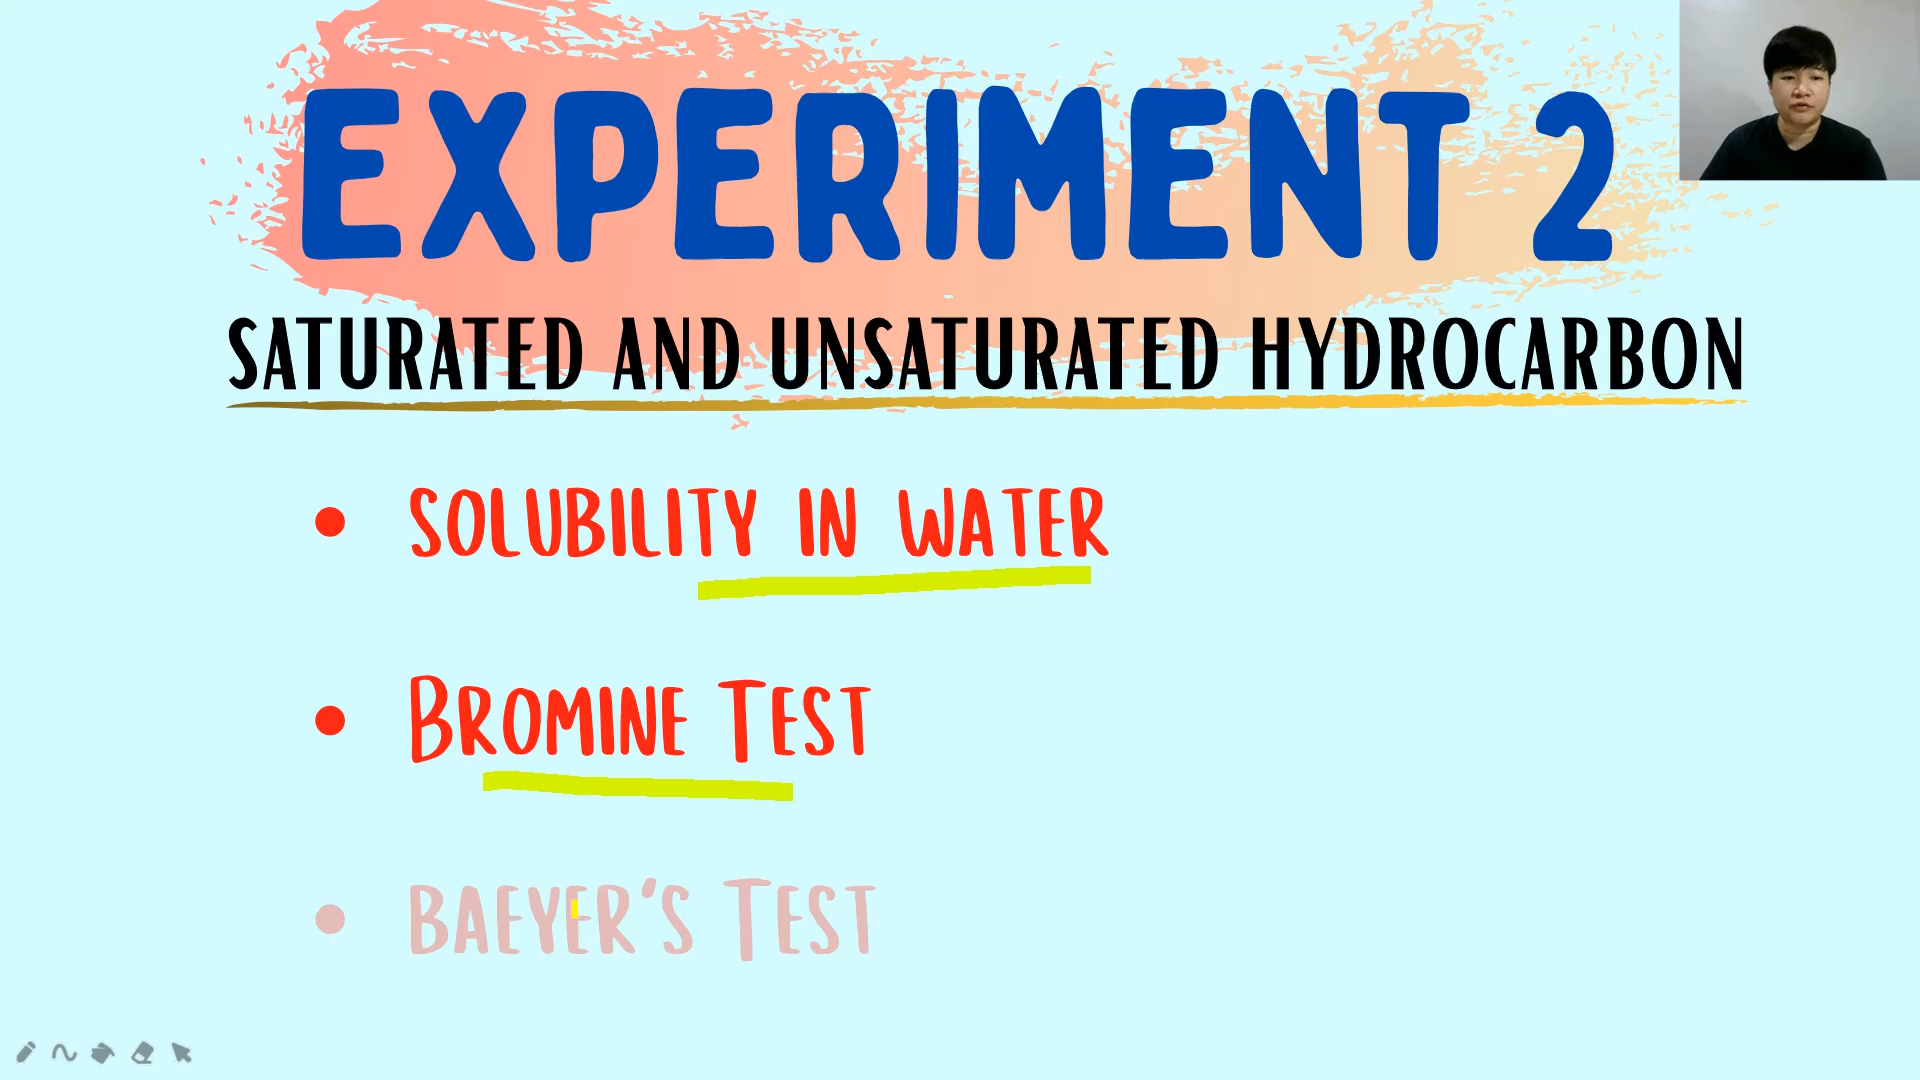 EXPERIMENT 2
SATURATED AND UNSATURATED HYDROCARBON
• SOLUBILITY IN WATER
• BROMINE TEST
• BAEYER'S TEST